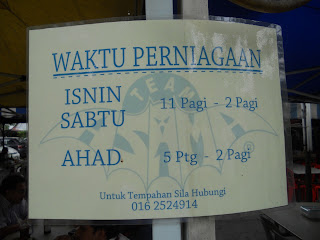 WAKTU PERNIAGAAN
ISNIN
SABTU
11 Pagi - 2 Pagi
AHAD.
5 Ptg - 2 Pagi
TEAM
Untuk Tempahan Sila Hubungi
016 2524914